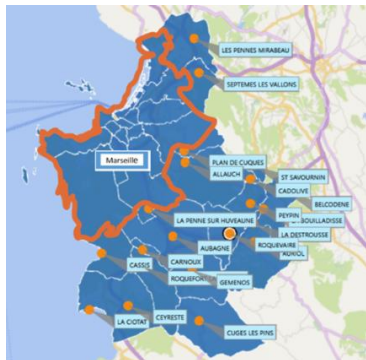 LES PENNES MIRABEAU
SEPTEMES LES VALLONS
Marseille
PLAN DE CUQUES
ALLAUCH
ST SAVOURNIN
CADOLIVE
BELCODENE
PEYPIN
BOUILLADISSE
LA PENNE SUR HUVEAUNE
LA DESTROUSSE
AUBAGNE
ROQUEVAIRE
AURIOL
CASSIS
CARNOUX
ROQUEFORT
GEMENOS
LA CIOTAT
CEYRESTE
CUGES LES PINS